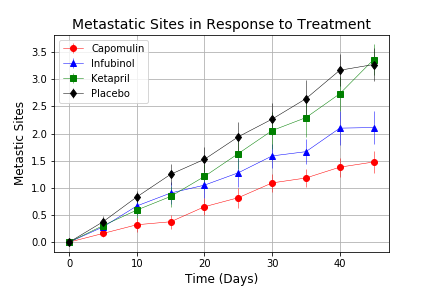 Metastatic Sites in Response to Treatment
Capomulin
Infubinol
Ketapril
Placebo
Metastic Sites
3.5
3.0
2.5
2.0
1.5
1.0
0.5
0.0
0 10 20 30 40
Time (Days)